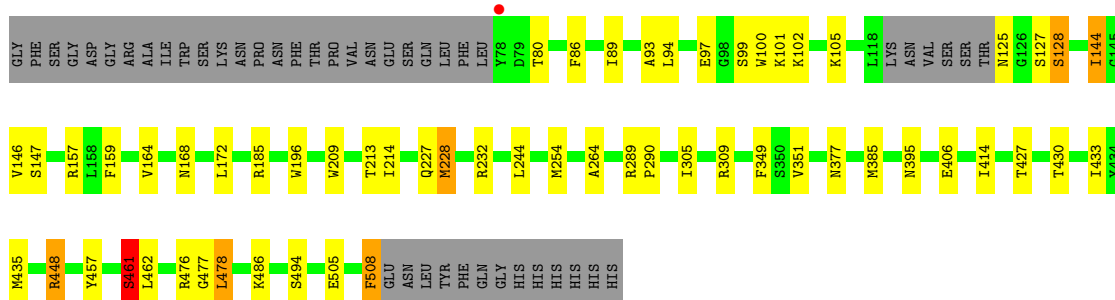 GLY PHE SER GLY ASP GLY ARG ALA ILE TRP SER LYS ASN PRO ASN PHE THR PRO VAL ASN GLU SER GLN LEU PHE LEU Y78 D79 T80 F86 I89 A93 L94 E97 G98 S99 W100 K101 K102 K105 L118 LYS ASN VAL SER SER THR N125 G126 S127 S128 I144 G145
V146 S147 R157 L158 F159 V164 N168 L172 R185 W196 W209 T213 I214 Q227 M228 R232 L244 M254 A264 R289 P290 I305 R309 F349 S350 V351 N377 M385 N395 E406 I414 T427 T430 I433 Y434
M435 R448 Y457 S461 L462 R476 G477 L478 K486 S494 E505 F508 GLU ASN LEU TYR PHE GLN GLY HIS HIS HIS HIS HIS HIS